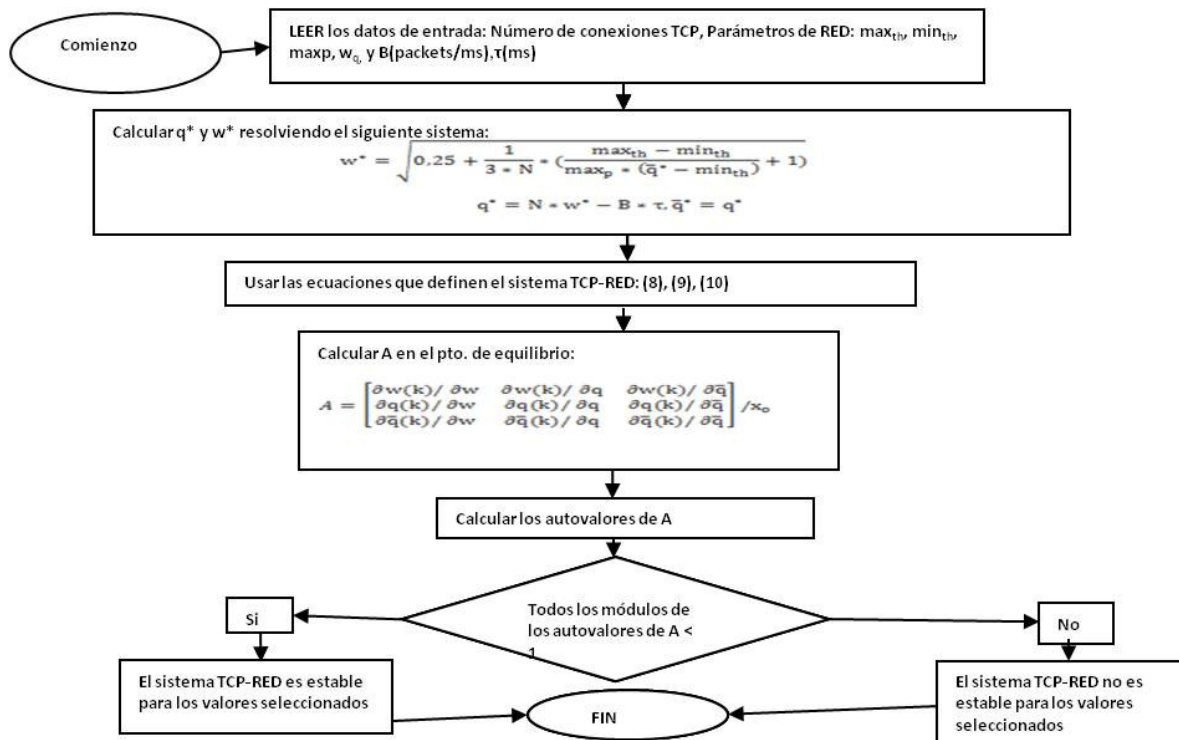 Comienzo
LEER los datos de entrada: Número de conexiones TCP, Parámetros de RED: max_th, min_th,
maxp, w_q, y B(packets/ms),τ(ms)
Calcular q* y w* resolviendo el siguiente sistema:
w* = √(0,25 + 1/(3 * N) * ((max_th − min_th)/(max_p * (q̄* − min_th)) + 1))
q* = N * w* − B * τ, q̄* = q*
Usar las ecuaciones que definen el sistema TCP-RED: (8), (9), (10)
Calcular A en el pto. de equilibrio:
∂w(k)/ ∂w ∂w(k)/ ∂q ∂w(k)/ ∂q̄
A = [∂q(k)/ ∂w ∂q(k)/ ∂q ∂q(k)/ ∂q̄] /x₀
∂q̄(k)/ ∂w ∂q̄(k)/ ∂q ∂q̄(k)/ ∂q̄
Calcular los autovalores de A
Todos los módulos de
los autovalores de A <
1
Si
No
El sistema TCP-RED es estable
para los valores seleccionados
El sistema TCP-RED no es
estable para los valores
seleccionados
FIN